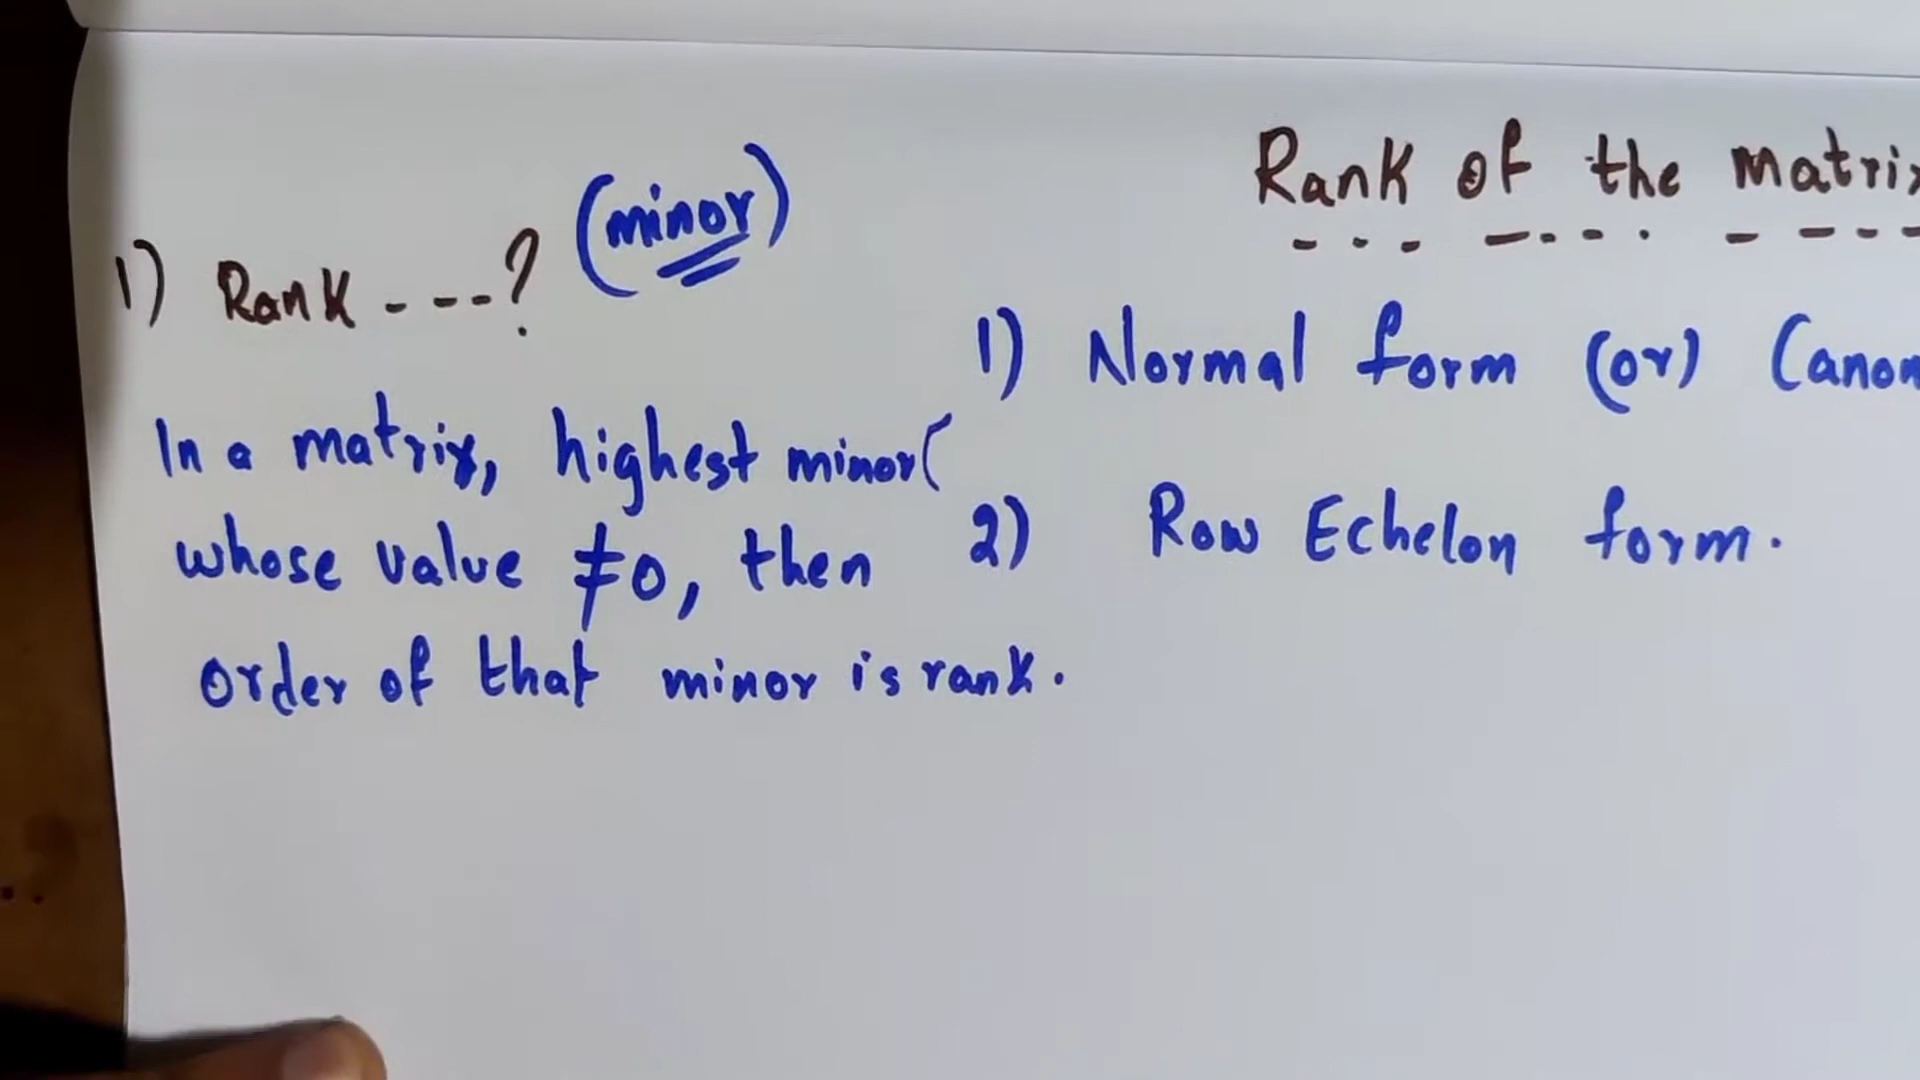 Rank of the matrix
1) Rank ---? (minor)
In a matrix, highest minor(
whose value ≠0, then
order of that minor is rank.
1) Normal form (or) Canon
2) Row Echelon form.